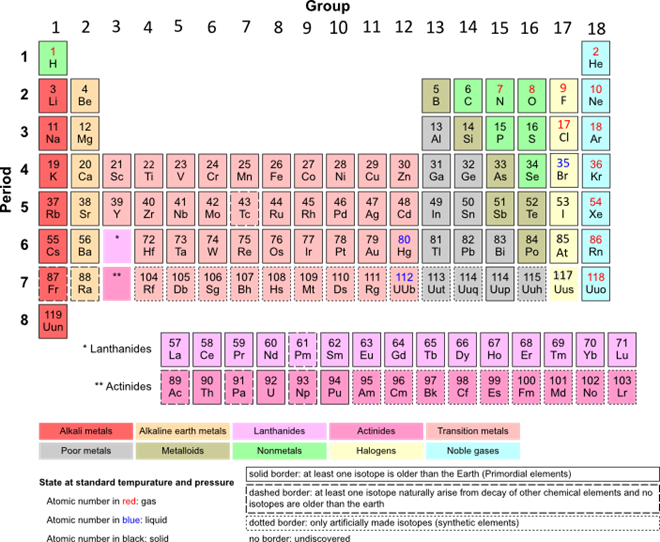 Group
1 2 3 4 5 6 7 8 9 10 11 12 13 14 15 16 17 18
Period
1 2
1
H He
3 4 5 6 7 8 9 10
2
Li Be B C N O F Ne
11 12 13 14 15 16 17 18
3
Na Mg Al Si P S Cl Ar
19 20 21 22 23 24 25 26 27 28 29 30 31 32 33 34 35 36
4
K Ca Sc Ti V Cr Mn Fe Co Ni Cu Zn Ga Ge As Se Br Kr
37 38 39 40 41 42 43 44 45 46 47 48 49 50 51 52 53 54
5
Rb Sr Y Zr Nb Mo Tc Ru Rh Pd Ag Cd In Sn Sb Te I Xe
55 56 * 72 73 74 75 76 77 78 79 80 81 82 83 84 85 86
6
Cs Ba Hf Ta W Re Os Ir Pt Au Hg Tl Pb Bi Po At Rn
87 88 ** 104 105 106 107 108 109 110 111 112 113 114 114 115 117 118
7
Fr Ra Rf Db Sg Bh Hs Mt Ds Rg UUb Uut Uuq Uup Uuh Uus Uuo
119
8
Uun
57 58 59 60 61 62 63 64 65 66 67 68 69 70 71
* Lanthanides
La Ce Pr Nd Pm Sm Eu Gd Tb Dy Ho Er Tm Yb Lu
89 90 91 92 93 94 95 96 97 98 99 100 101 102 103
** Actinides
Ac Th Pa U Np Pu Am Cm Bk Cf Es Fm Md No Lr
Alkali metals Alkaline earth metals Lanthanides Actinides Transition metals
Poor metals Metalloids Nonmetals Halogens Noble gases
State at standard tempurature and pressure
Atomic number in red: gas
Atomic number in blue: liquid
Atomic number in black: solid
solid border: at least one isotope is older than the Earth (Primordial elements)
dashed border: at least one isotope naturally arise from decay of other chemical elements and no
isotopes are older than the earth
dotted border: only artificially made isotopes (synthetic elements)
no border: undiscovered